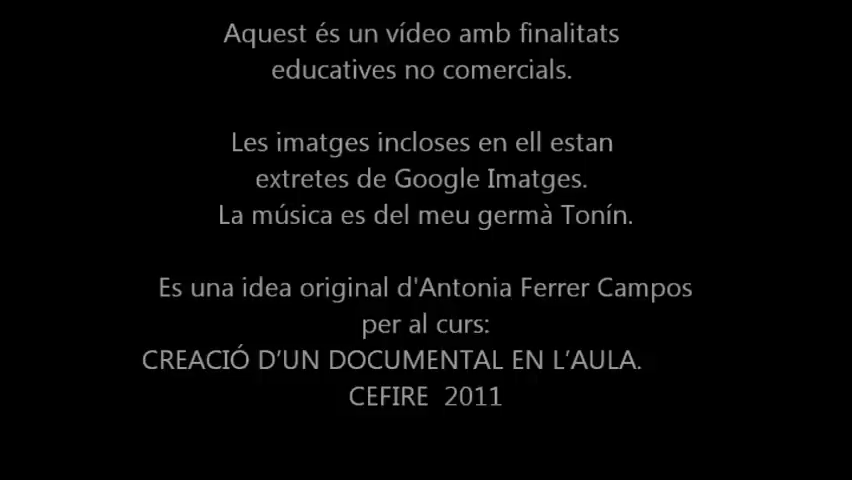 Aquest és un vídeo amb finalitats
educatives no comercials.
Les imatges incloses en ell estan
extretes de Google Imatges.
La música es del meu germà Tonín.
Es una idea original d'Antonia Ferrer Campos
per al curs:
CREACIÓ D’UN DOCUMENTAL EN L’AULA.
CEFIRE 2011